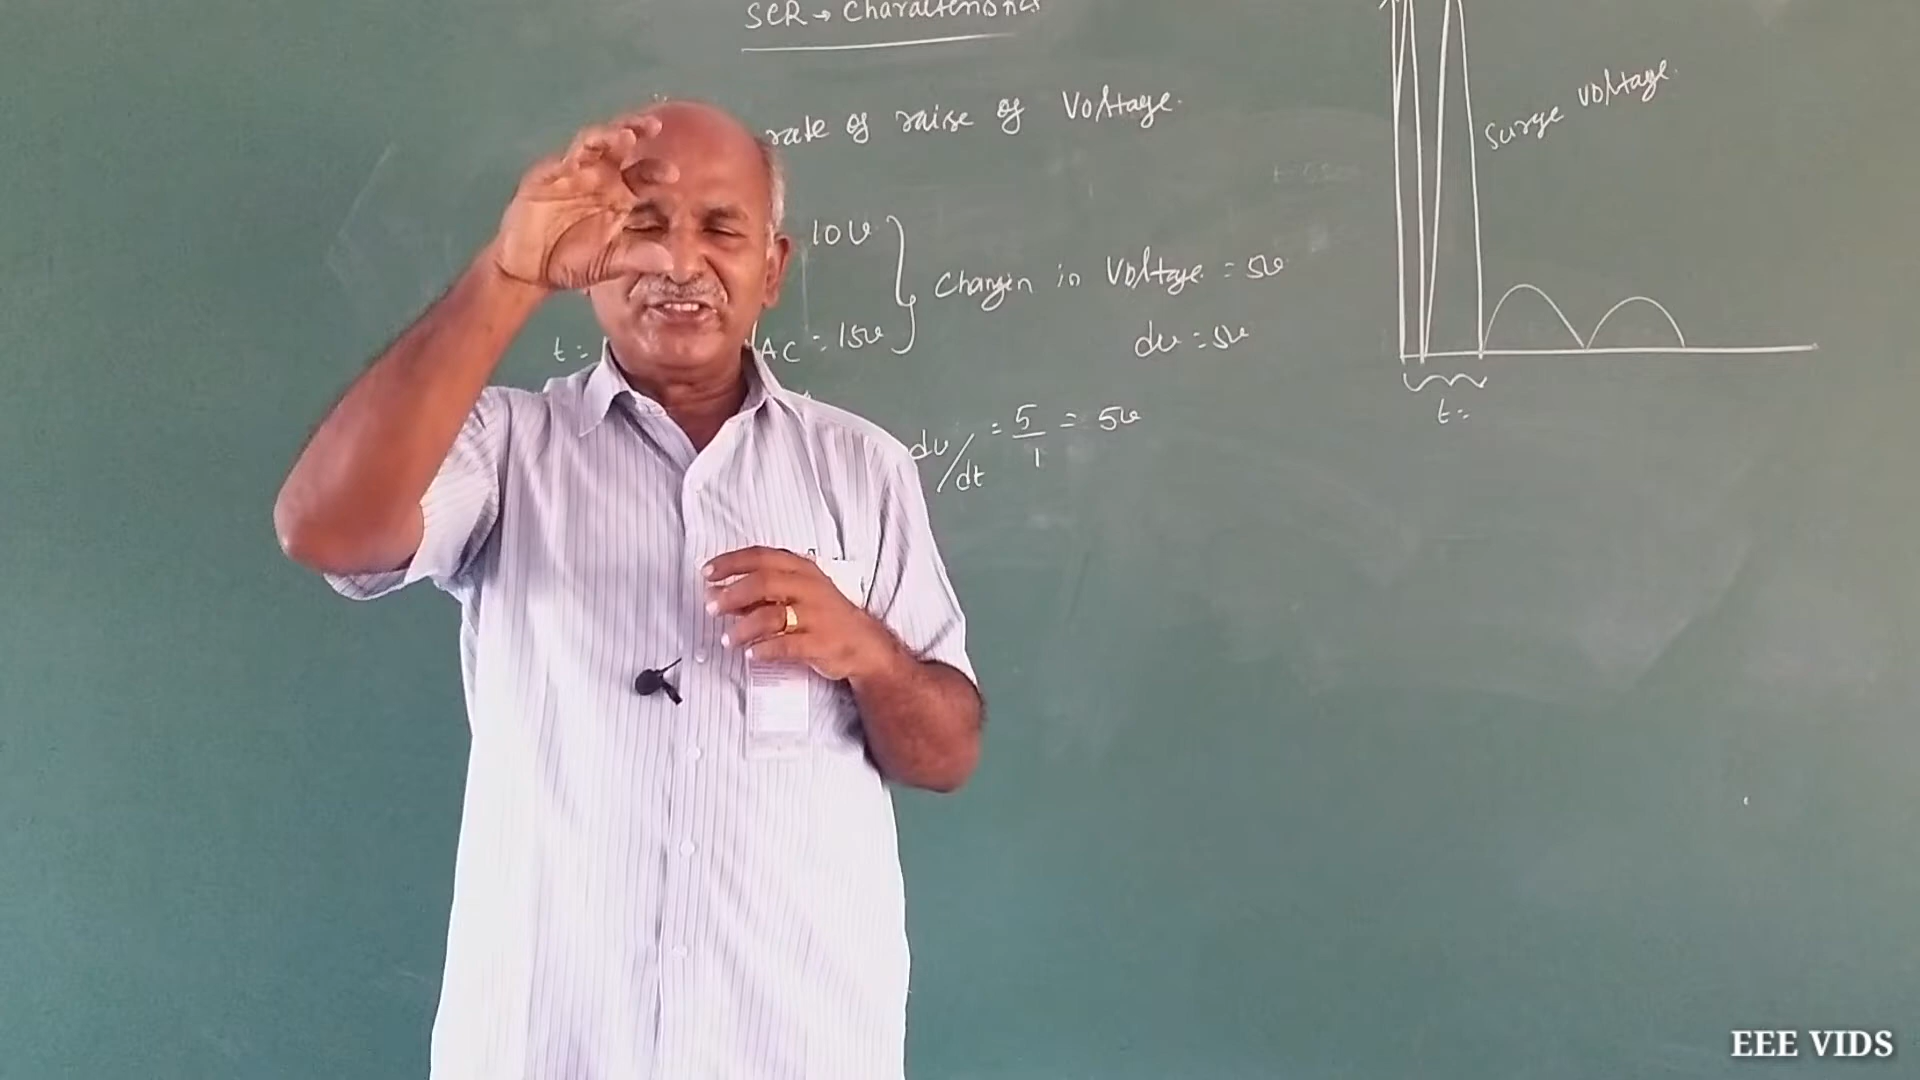 SCR → Characteristics
rate of raise of Voltage.
Surge Voltage.
10V
Changen in Voltage = 5V
t = AC = 15V
dv = 5V
dv/dt = 5/1 = 5V
t =
EEE VIDS